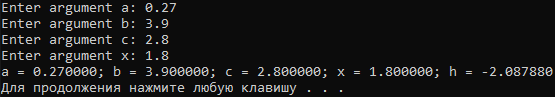 Enter argument a: 0.27
Enter argument b: 3.9
Enter argument c: 2.8
Enter argument x: 1.8
a = 0.270000; b = 3.900000; c = 2.800000; x = 1.800000; h = -2.087880
Для продолжения нажмите любую клавишу . . .